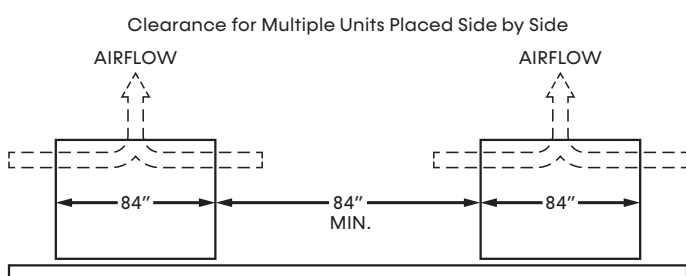 Clearance for Multiple Units Placed Side by Side
AIRFLOW AIRFLOW
84” 84” 84”
MIN.